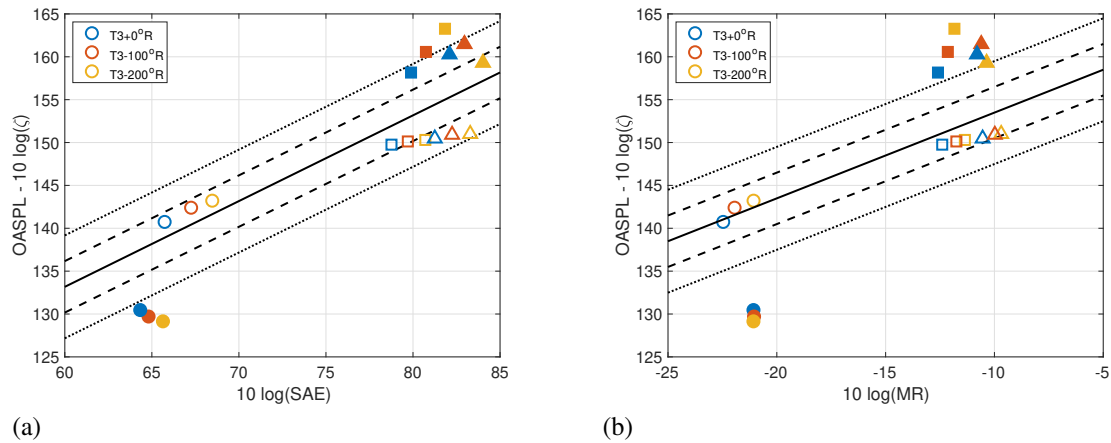 165
160
155
150
145
140
135
130
125
60 65 70 75 80 85
OASPL - 10 log(ζ)
10 log(SAE)
T3+0°R
T3-100°R
T3-200°R
(a)
165
160
155
150
145
140
135
130
125
-25 -20 -15 -10 -5
OASPL - 10 log(ζ)
10 log(MR)
T3+0°R
T3-100°R
T3-200°R
(b)